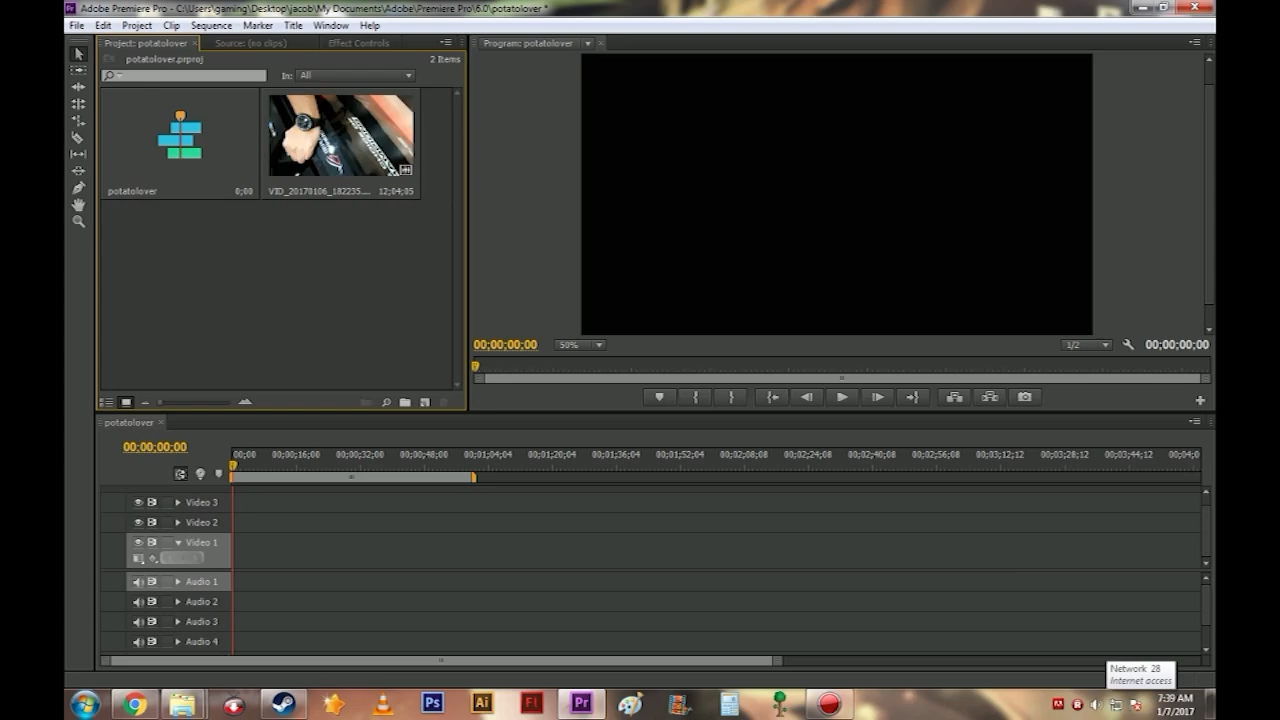 Adobe Premiere Pro - C:\Users\gaming\Desktop\jacob\My Documents\Adobe\Premiere Pro\6.0\potatolover *
File Edit Project Clip Sequence Marker Title Window Help
Project: potatolover × Source: (no clips) Effect Controls
Program: potatolover ×
potatolover.prproj 2 Items
In: All
potatolover 0;00
VID_20170106_182235.... 12;04;05
00;00;00;00 50% 1/2 00;00;00;00
potatolover ×
00;00;00;00
00;00 00;00;16;00 00;00;32;00 00;00;48;00 00;01;04;04 00;01;20;04 00;01;36;04 00;01;52;04 00;02;08;08 00;02;24;08 00;02;40;08 00;02;56;08 00;03;12;12 00;03;28;12 00;03;44;12 00;04;0
Video 3
Video 2
Video 1
Audio 1
Audio 2
Audio 3
Audio 4
Network 28
Internet access
Ps Ai Fl Pr
7:39 AM
1/7/2017